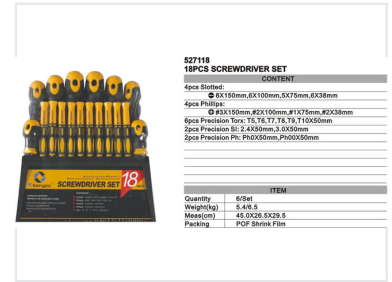 527118
18PCS SCREWDRIVER SET
CONTENT
4pcs Slotted:
8X150mm,6X100mm,5X75mm,6X38mm
4pcs Phillips:
#3X150mm,#2X100mm,#1X75mm,#2X38mm
6pcs Precision Torx: T5,T6,T7,T8,T9,T10X50mm
2pcs Precision Sl: 2.4X50mm,3.0X50mm
2pcs Precision Ph: Ph0X50mm,Ph00X50mm
ITEM
Quantity 6/Set
Weight(kg) 5.4/6.5
Meas(cm) 45.0X26.5X29.5
Packing POF Shrink Film
SCREWDRIVER SET 18